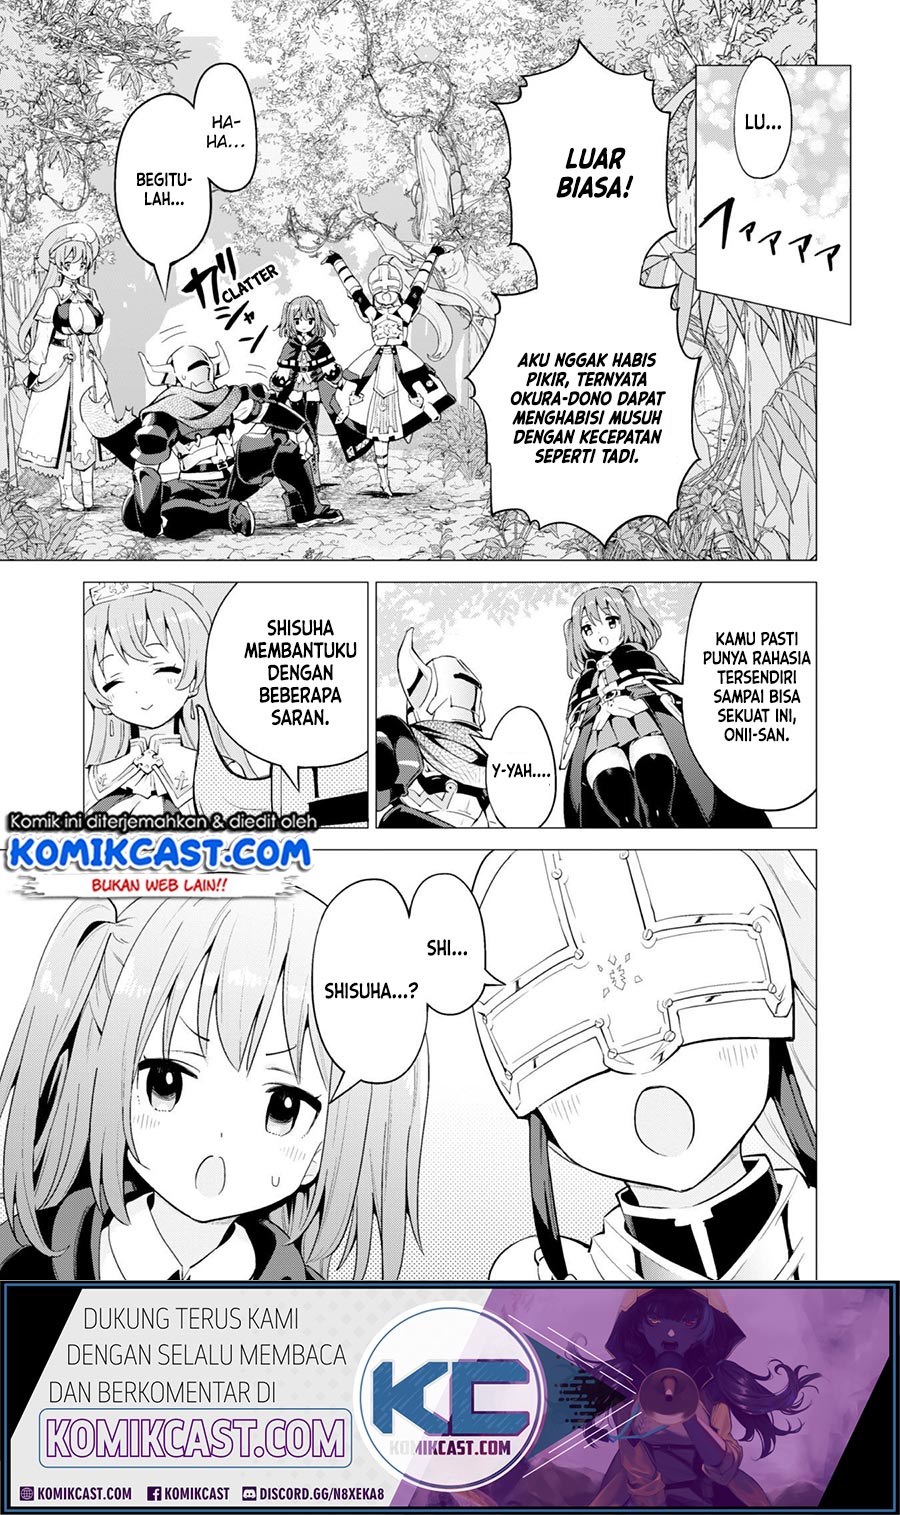 LU...
ヘァァァァァ
LUAR
BIASA!
AKU NGGAK HABIS
PIKIR, TERNYATA
OKURA-DONO DAPAT
MENGHABISI MUSUH
DENGAN KECEPATAN
SEPERTI TADI.
HA-
HA...
BEGITU-
LAH...
ガシャ
CLATTER
KAMU PASTI
PUNYA RAHASIA
TERSENDIRI
SAMPAI BISA
SEKUAT INI,
ONII-SAN.
Y-YAH....
SHISUHA
MEMBANTUKU
DENGAN
BEBERAPA
SARAN.
Komik ini diterjemahkan & diedit oleh
KOMIKCAST.COM
BUKAN WEB LAIN!!
SHI...
SHISUHA...?
DUKUNG TERUS KAMI
DENGAN SELALU MEMBACA
DAN BERKOMENTAR DI
KOMIKCAST.COM
KC
KOMIKCAST.COM
KOMIKCAST.COM KOMIKCAST DISCORD.GG/N8XEKA8